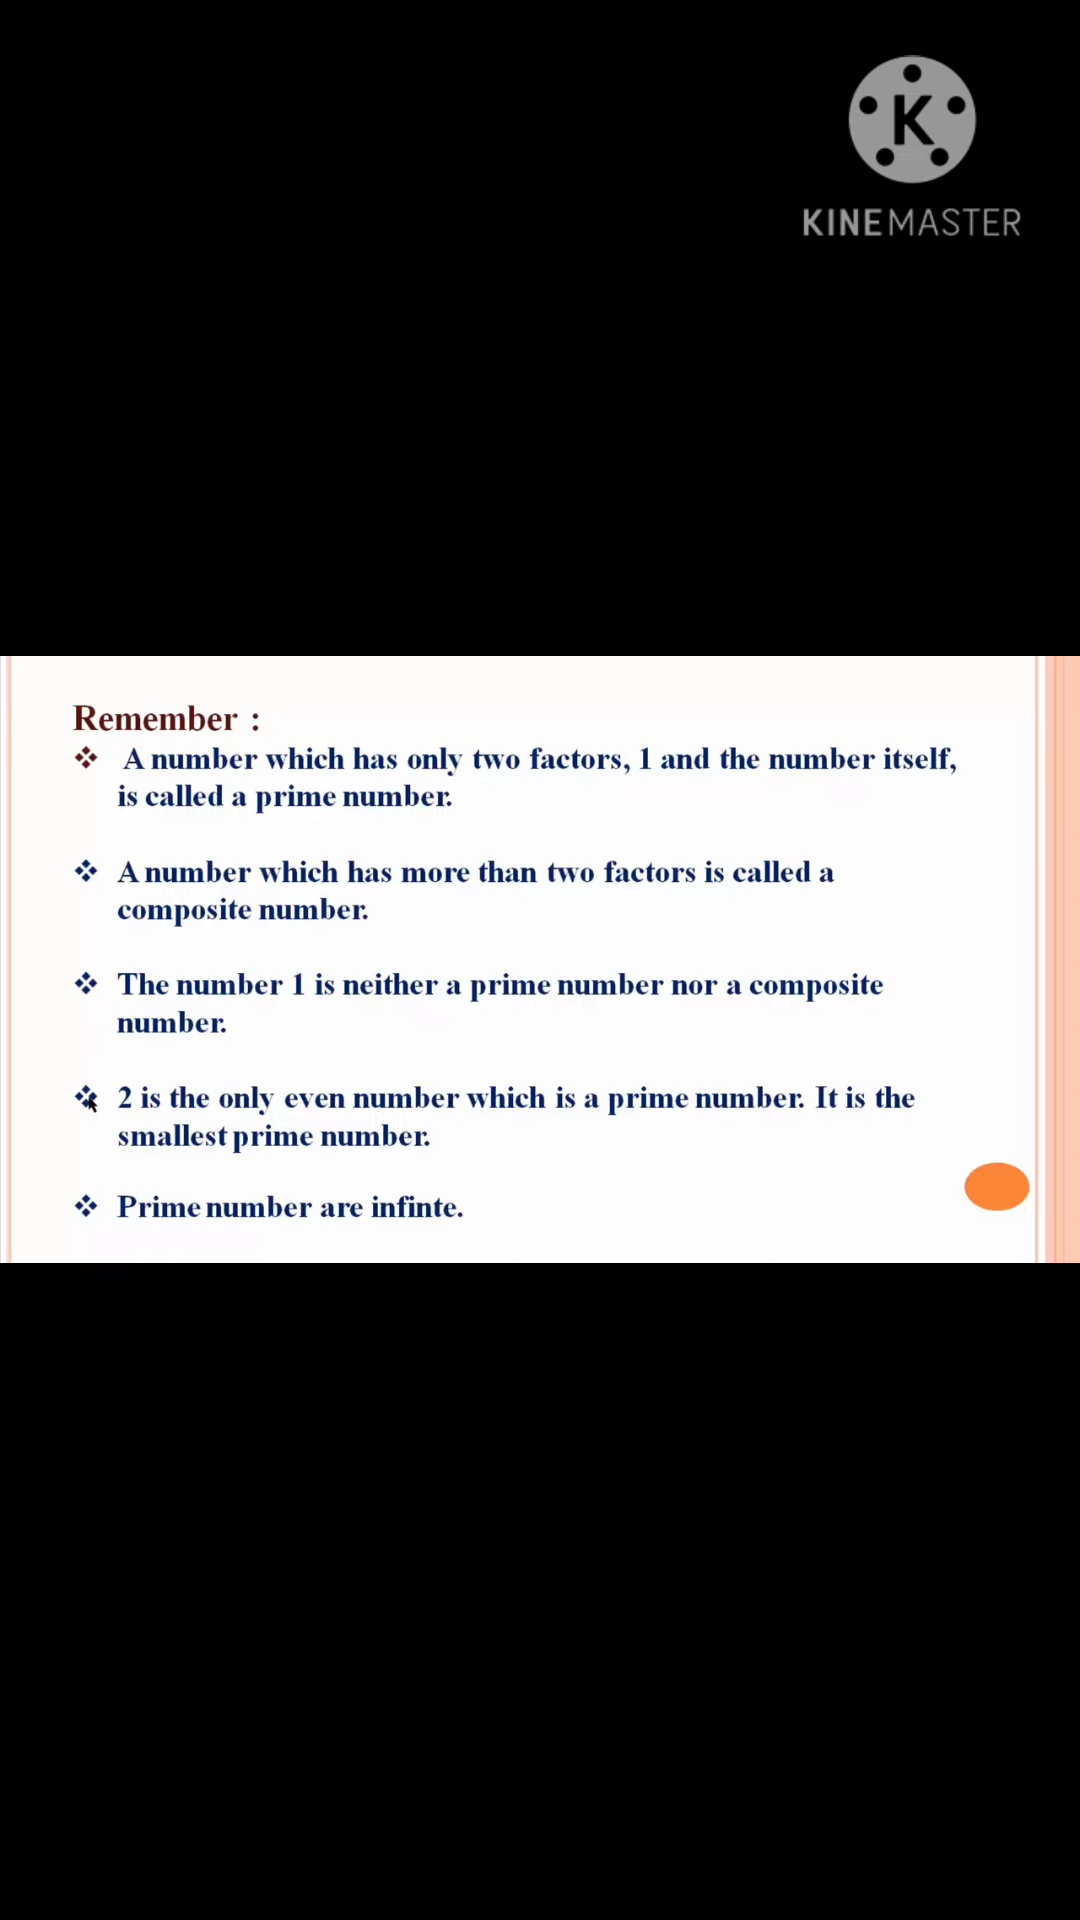 K
KINEMASTER
Remember :
❖ A number which has only two factors, 1 and the number itself,
is called a prime number.
❖ A number which has more than two factors is called a
composite number.
❖ The number 1 is neither a prime number nor a composite
number.
❖ 2 is the only even number which is a prime number. It is the
smallest prime number.
❖ Prime number are infinte.